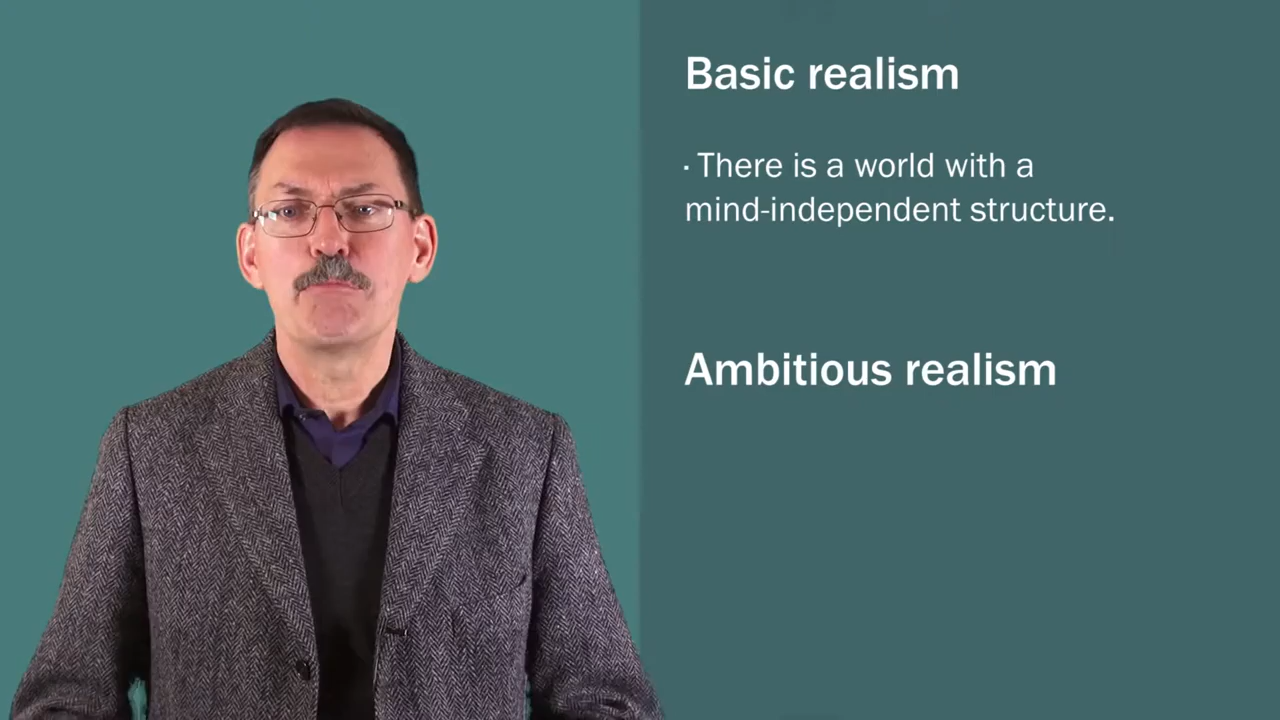 Basic realism
· There is a world with a
mind-independent structure.
Ambitious realism